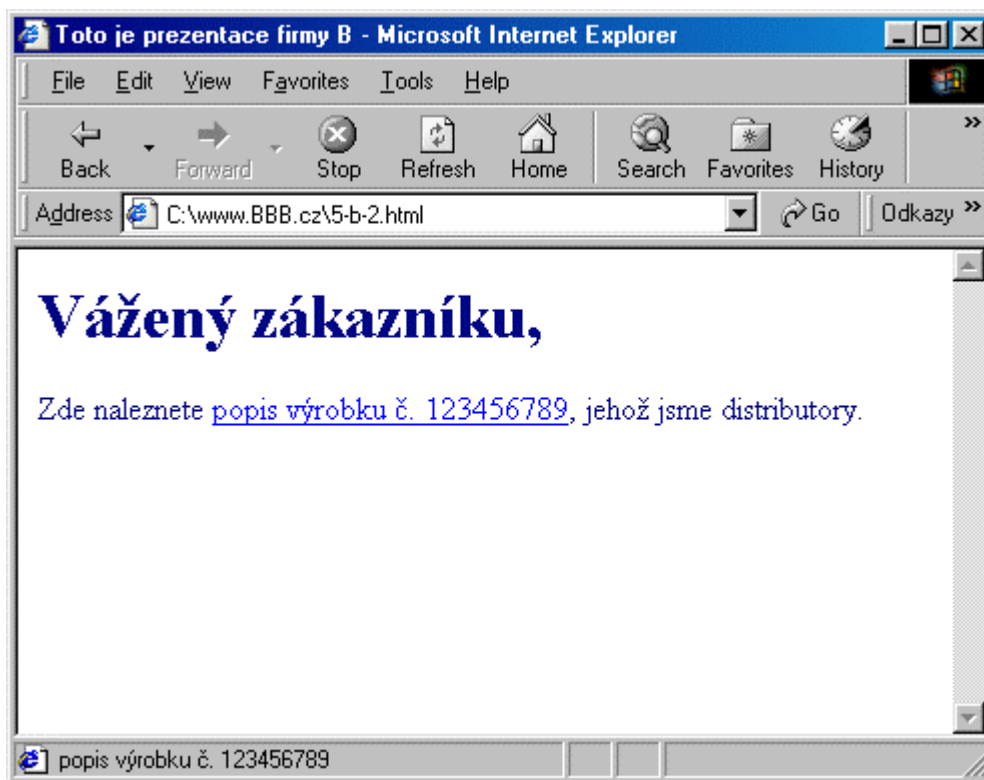 Toto je prezentace firmy B - Microsoft Internet Explorer
File Edit View Favorites Tools Help
Back Forward Stop Refresh Home Search Favorites History »
Address C:\www.BBB.cz\5-b-2.html Go Odkazy »
Vážený zákazníku,
Zde naleznete popis výrobku č. 123456789, jehož jsme distributory.
popis výrobku č. 123456789